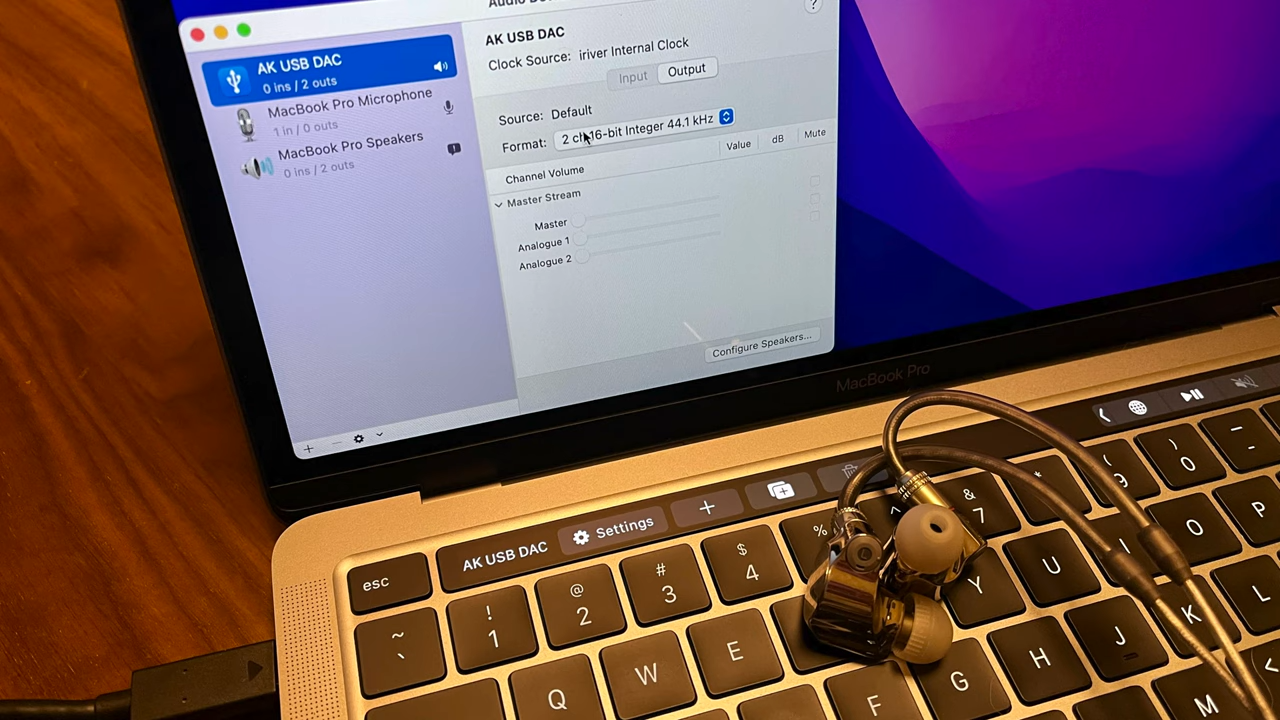 AK USB DAC
0 ins / 2 outs
MacBook Pro Microphone
1 in / 0 outs
MacBook Pro Speakers
0 ins / 2 outs
?
AK USB DAC
Clock Source: iriver Internal Clock
Input Output
Source: Default
Format: 2 ch 16-bit Integer 44.1 kHz
Value dB Mute
Channel Volume
Master Stream
Master
Analogue 1
Analogue 2
Configure Speakers...
MacBook Pro
esc AK USB DAC Settings
~ `
! 1
@ 2
# 3
$ 4
%
^
& 7
*
( 9
) 0
Q W E Y U I O P
F G H J K L
M <